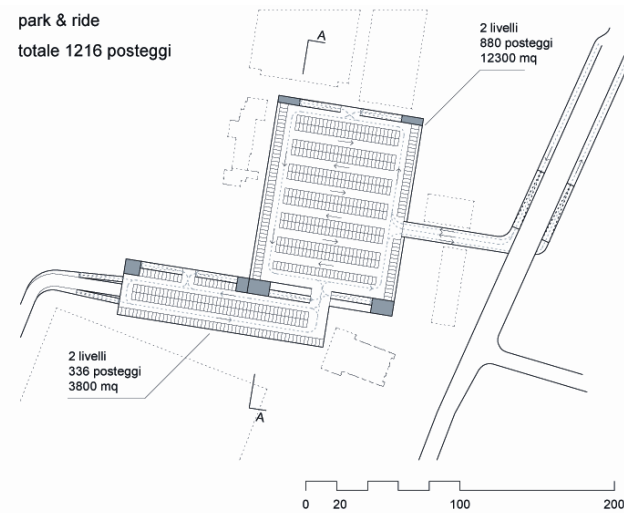 park & ride
totale 1216 posteggi
A
2 livelli
880 posteggi
12300 mq
2 livelli
336 posteggi
3800 mq
A
0 20 100 200